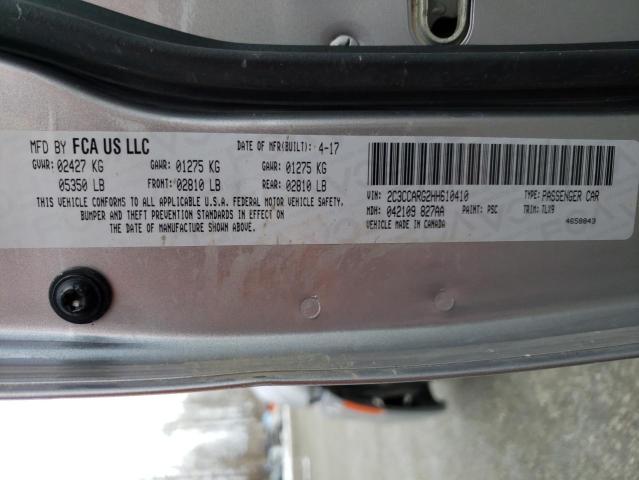 MFD BY FCA US LLC DATE OF MFR(BUILT): 4-17
GVWR: 02427 KG GAWR: 01275 KG GAWR: 01275 KG
05350 LB FRONT: 02810 LB REAR: 02810 LB
THIS VEHICLE CONFORMS TO ALL APPLICABLE U.S.A. FEDERAL MOTOR VEHICLE SAFETY,
BUMPER AND THEFT PREVENTION STANDARDS IN EFFECT ON
THE DATE OF MANUFACTURE SHOWN ABOVE.
VIN: 2C3CCARG2HH610410 TYPE: PASSENGER CAR
MDH: 042109 827AA PAINT: PSC TRIM: TLX9
VEHICLE MADE IN CANADA 4658843